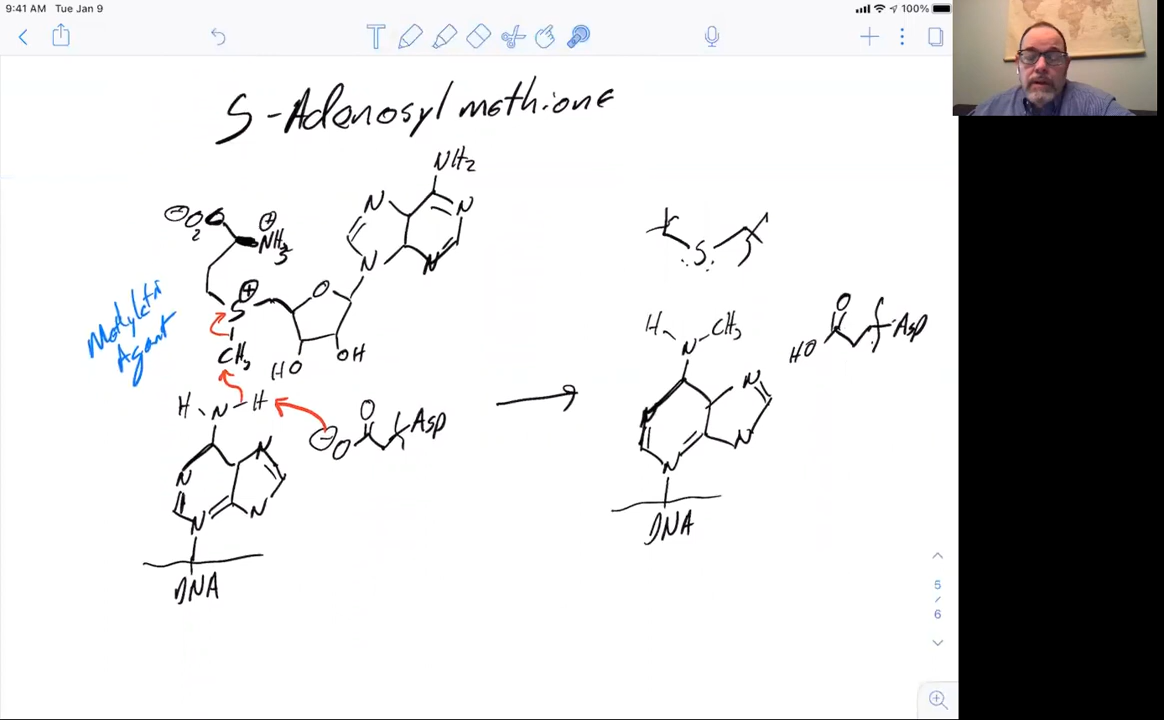 9:41 AM Tue Jan 9
100%
S-Adenosylmethione
NH2
N
N
N
N
⊖O2
⊕
NH3
⊕
S
O
CH3
HO
OH
Agent
H
N
H
O
⊖
O
Asp
N
N
N
N
DNA
S
O
HO
Asp
H
N
CH3
N
N
N
N
DNA
5
/
6